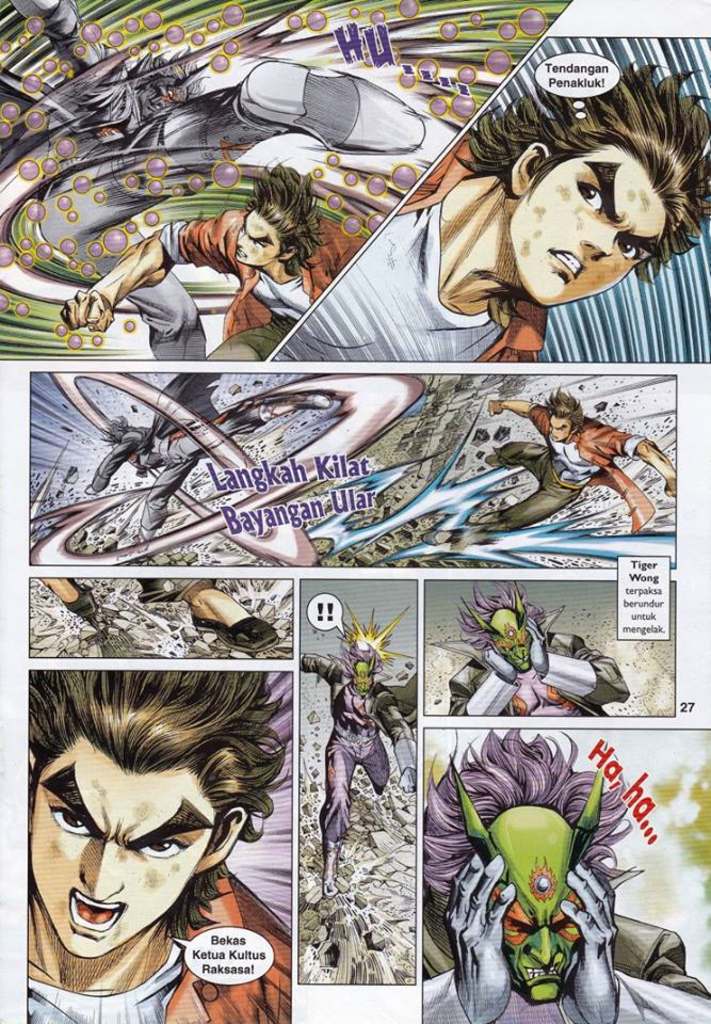 HU.....
Tendangan
Penakluk!
Langkah Kilat
Bayangan Ular
Tiger
Wong
terpaksa
berundur
untuk
mengelak.
!!
27
Bekas
Ketua Kultus
Raksasa!
Ha, ha...